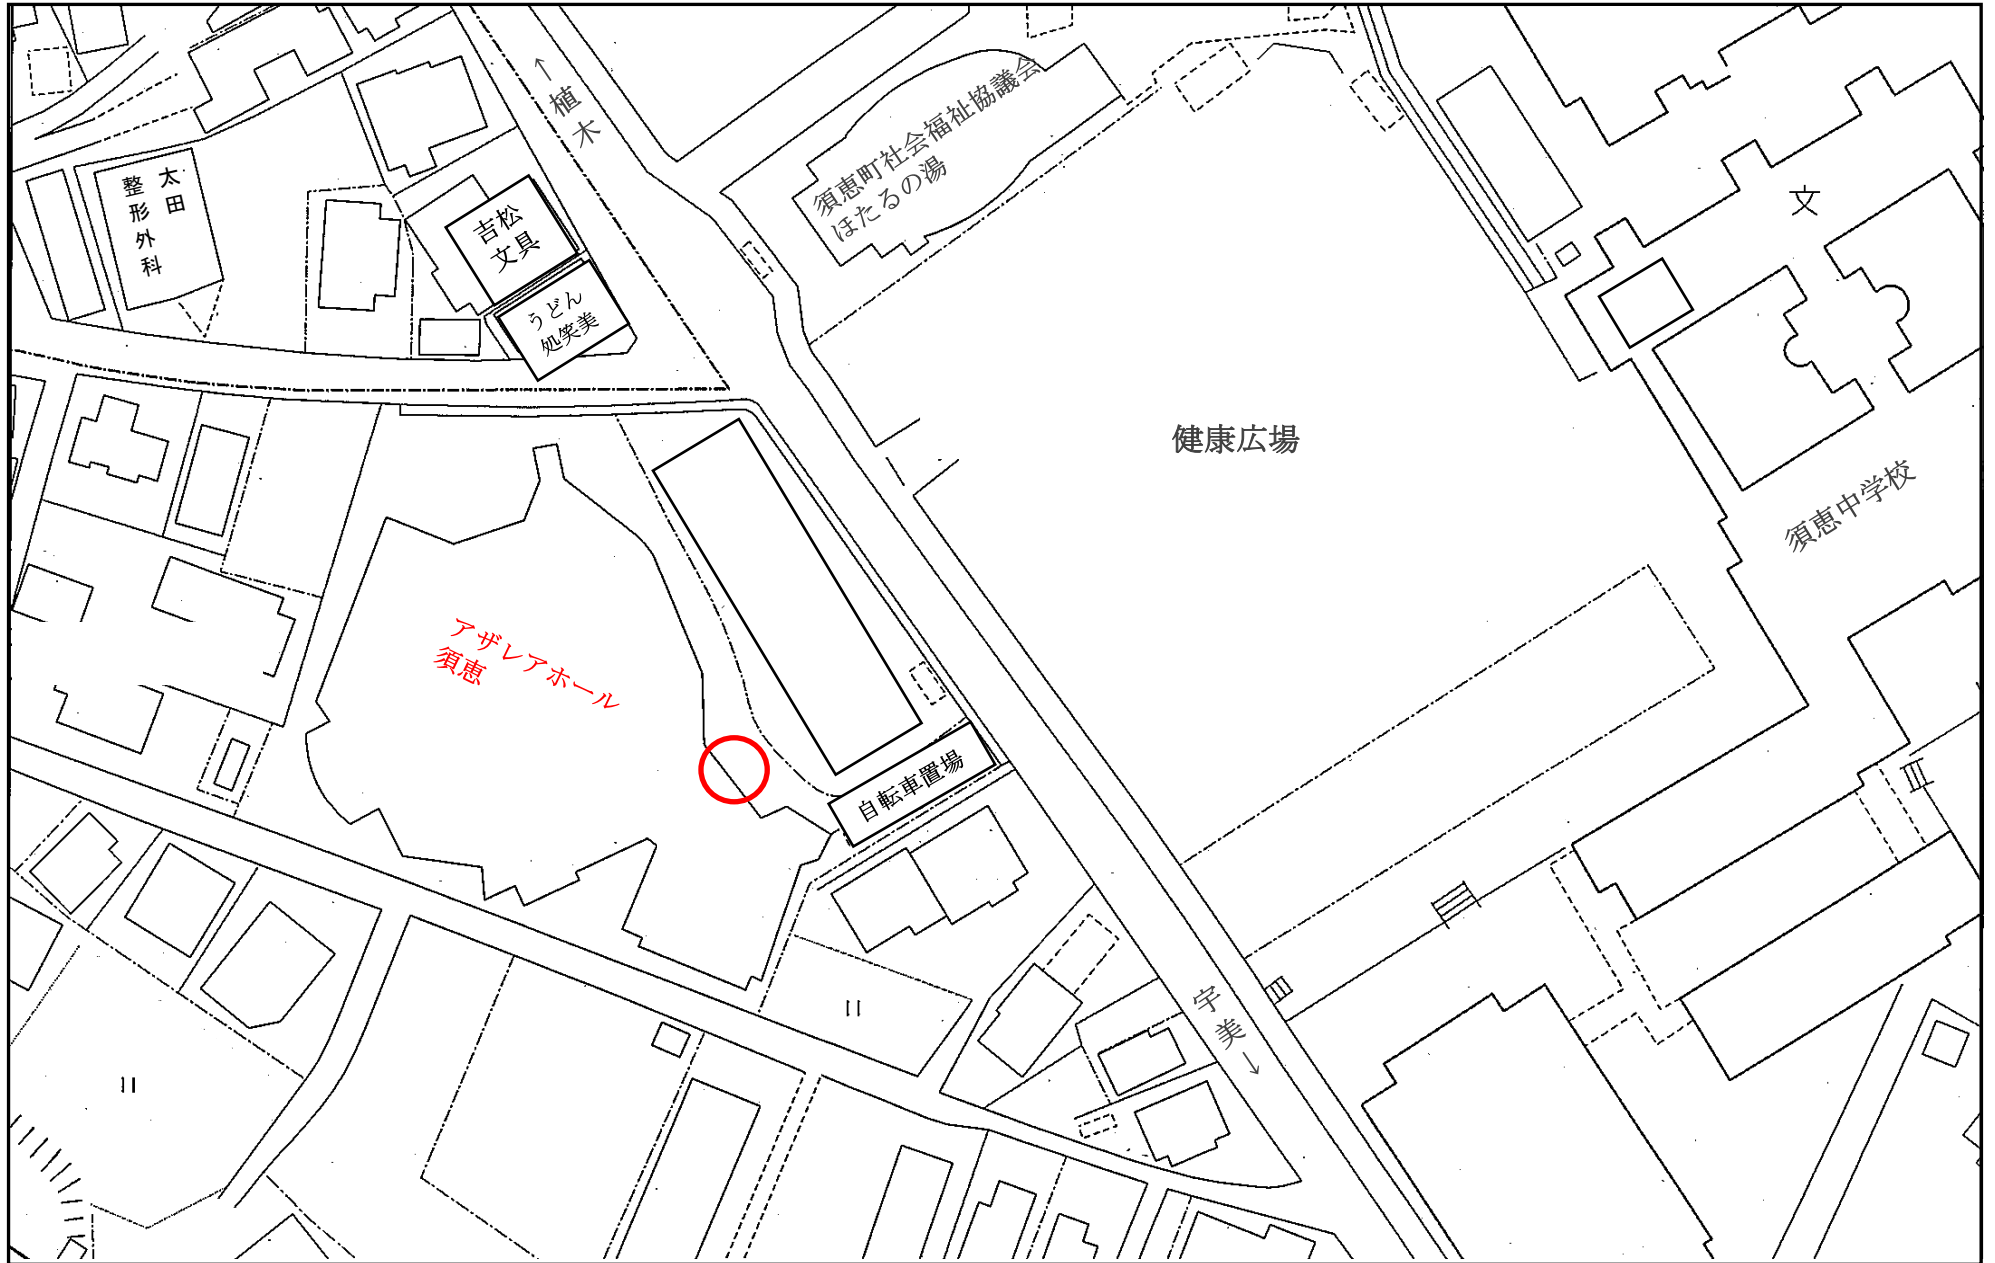 ↑植木
須恵町社会福祉協議会
ほたるの湯
太田
整形外科
吉松
文具
うどん
処笑美
文
健康広場
須恵中学校
アザレアホール
須恵
自転車置場
宇美↓